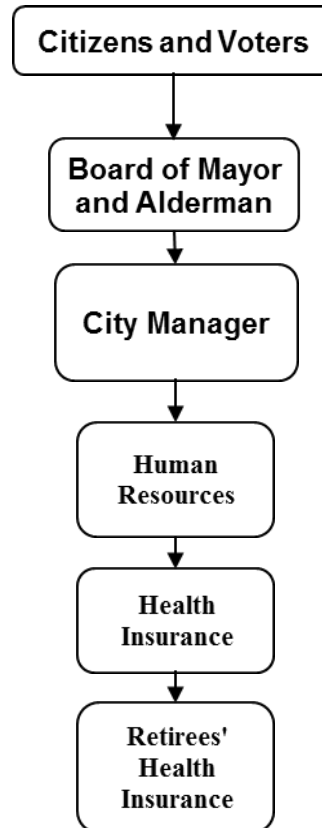 Citizens and Voters
Board of Mayor
and Alderman
City Manager
Human
Resources
Health
Insurance
Retirees'
Health
Insurance